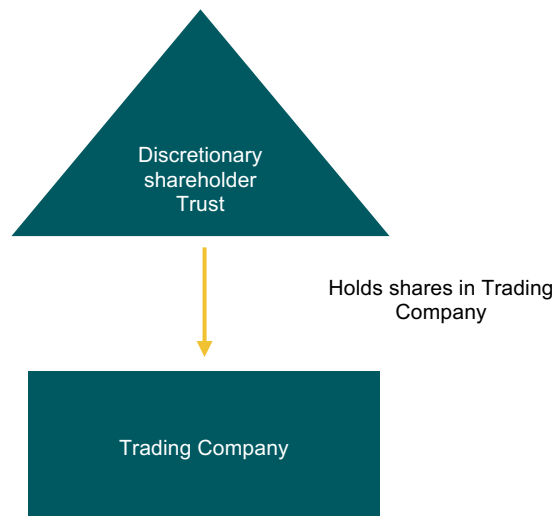 Discretionary
shareholder
Trust
Holds shares in Trading
Company
Trading Company